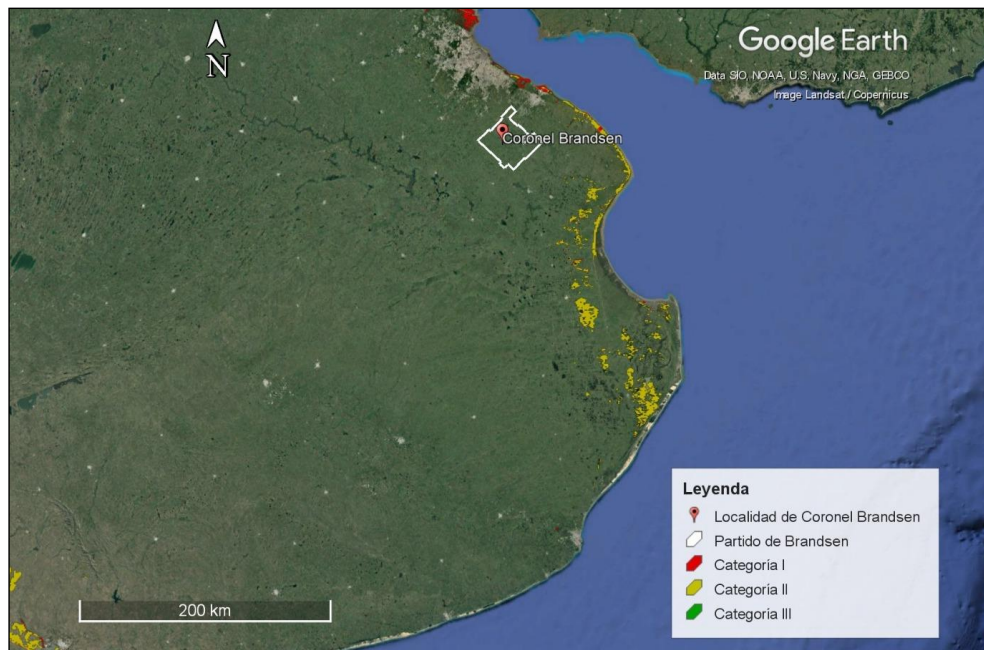 N
Google Earth
Data SIO, NOAA, U.S. Navy, NGA, GEBCO
Image Landsat / Copernicus
Coronel Brandsen
Leyenda
Localidad de Coronel Brandsen
Partido de Brandsen
Categoría I
Categoría II
Categoría III
200 km